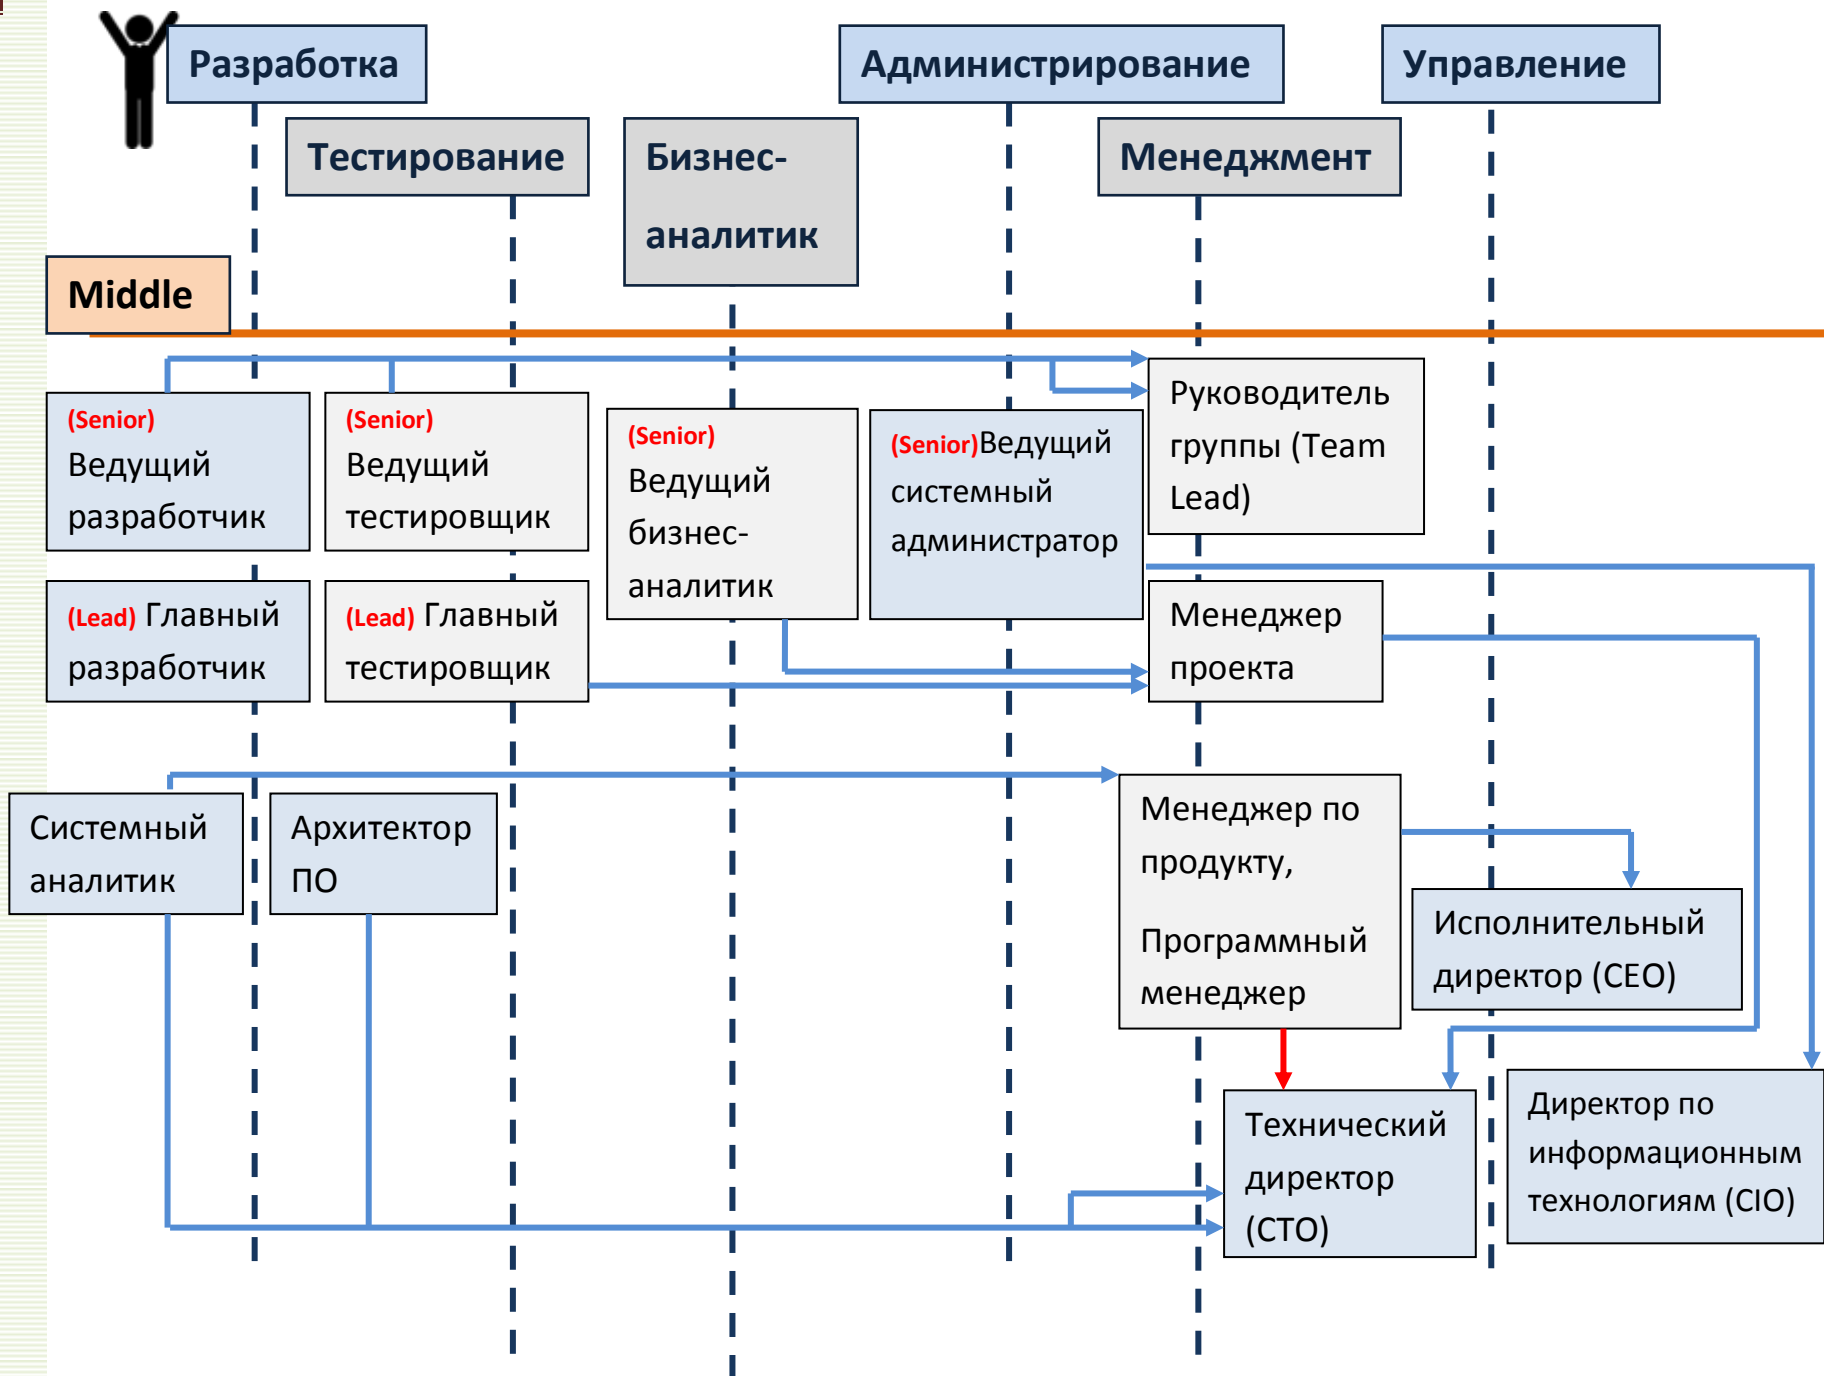 Разработка
Администрирование
Управление
Тестирование
Бизнес-
аналитик
Менеджмент
Middle
(Senior)
Ведущий
разработчик
(Senior)
Ведущий
тестировщик
(Senior)
Ведущий
бизнес-
аналитик
(Senior)Ведущий
системный
администратор
Руководитель
группы (Team
Lead)
(Lead) Главный
разработчик
(Lead) Главный
тестировщик
Менеджер
проекта
Системный
аналитик
Архитектор
ПО
Менеджер по
продукту,
Программный
менеджер
Исполнительный
директор (CEO)
Технический
директор
(CTO)
Директор по
информационным
технологиям (CIO)